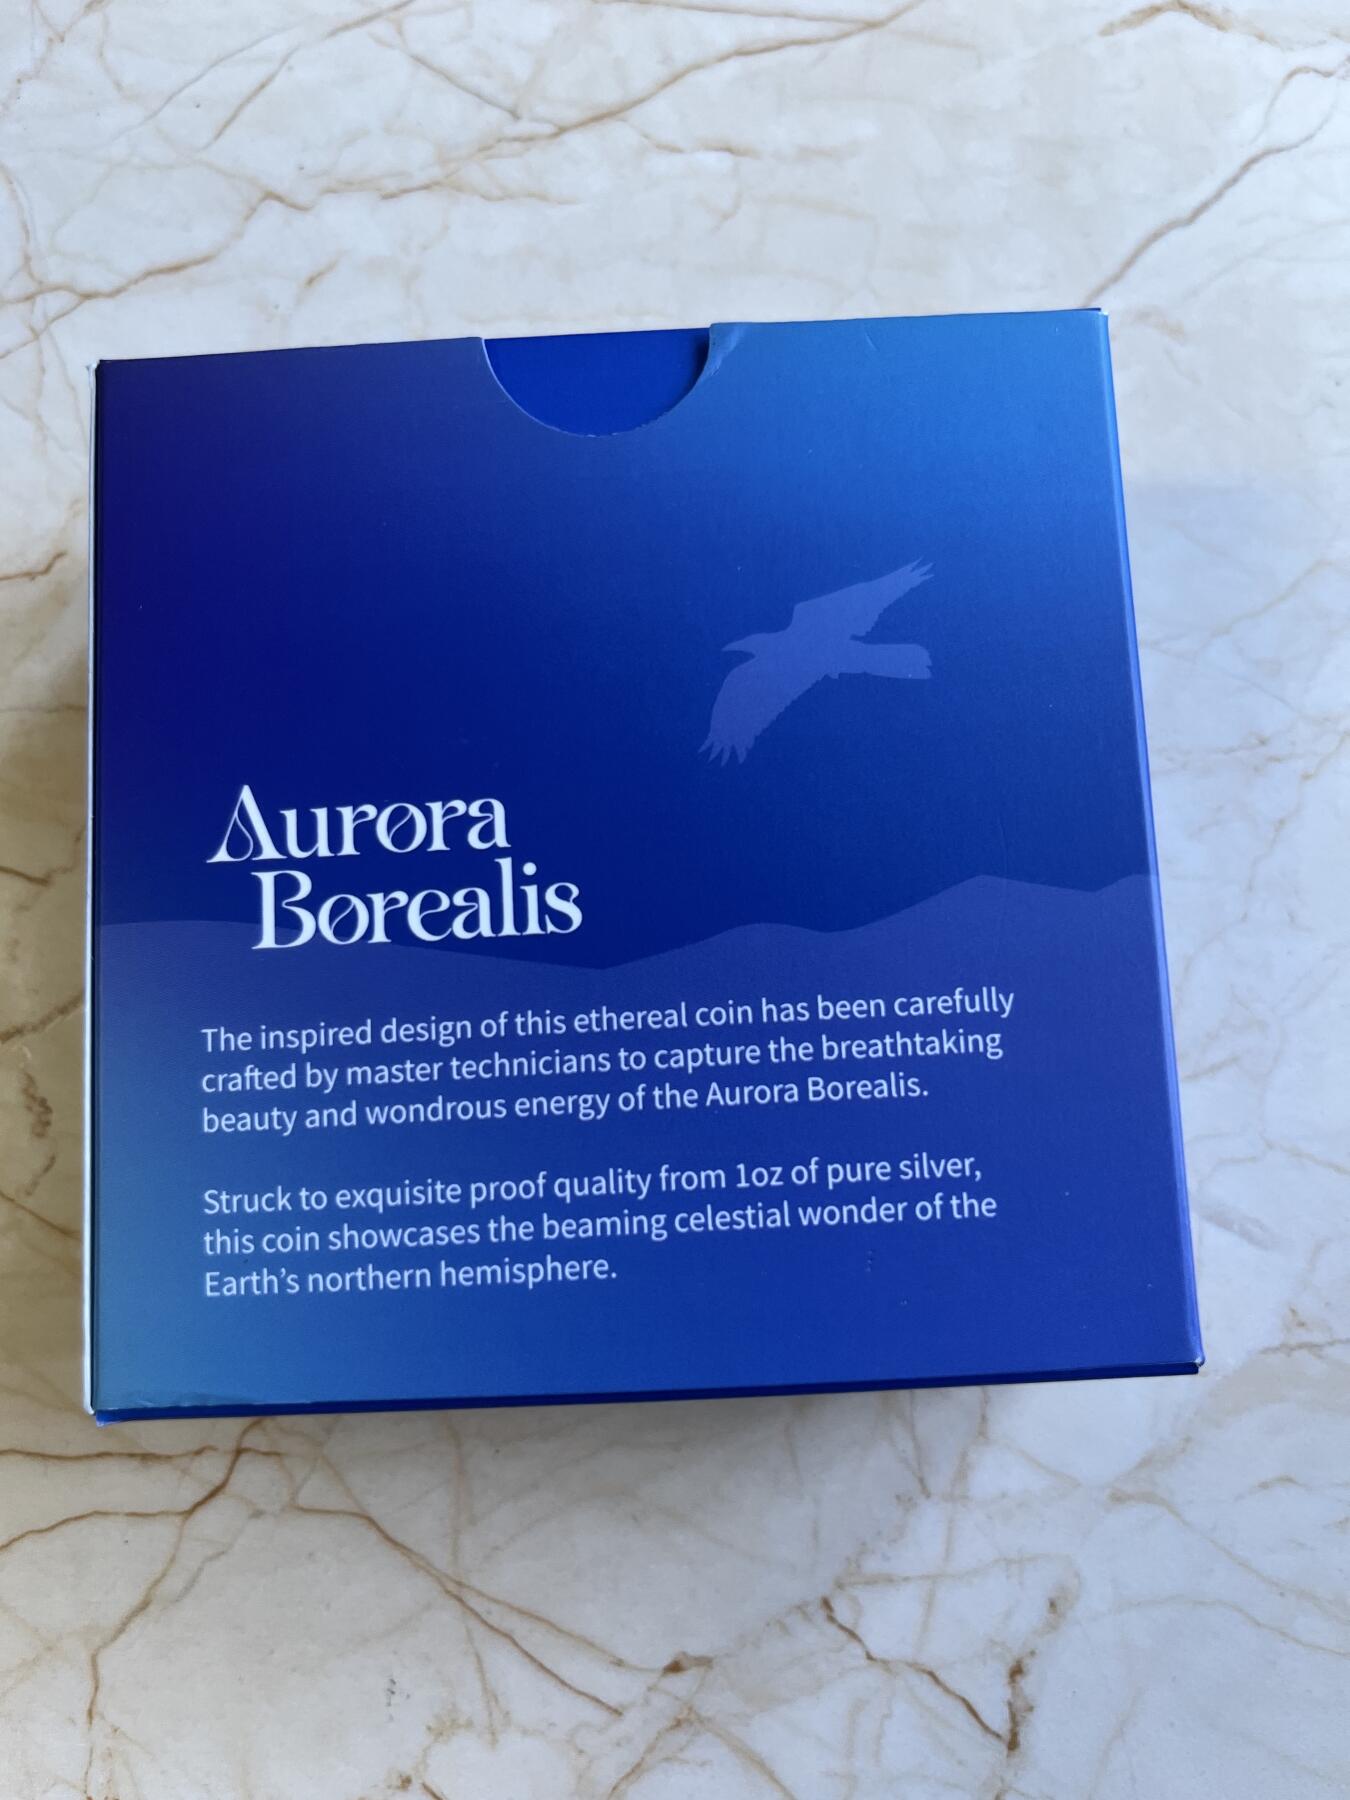 Aurora
Borealis
The inspired design of this ethereal coin has been carefully
crafted by master technicians to capture the breathtaking
beauty and wondrous energy of the Aurora Borealis.
Struck to exquisite proof quality from 1oz of pure silver,
this coin showcases the beaming celestial wonder of the
Earth’s northern hemisphere.